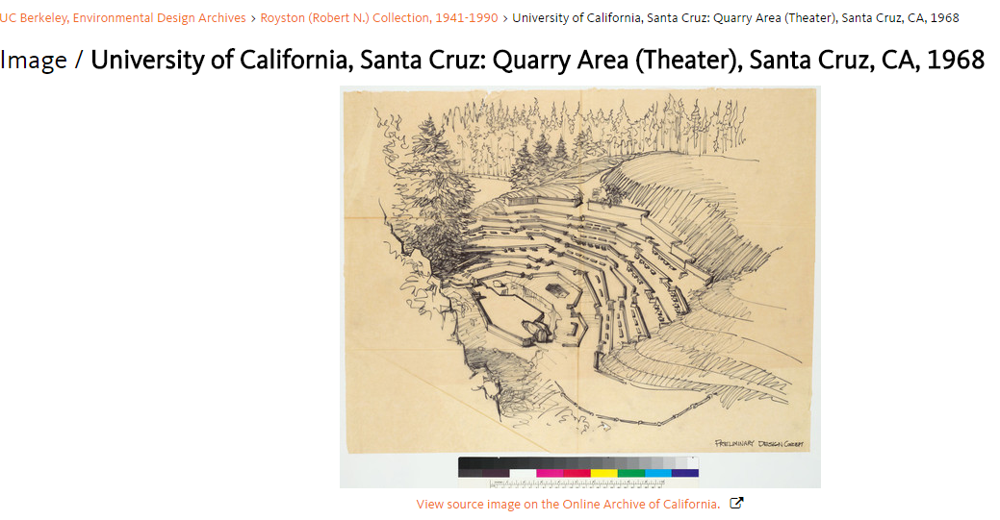 UC Berkeley, Environmental Design Archives > Royston (Robert N.) Collection, 1941-1990 > University of California, Santa Cruz: Quarry Area (Theater), Santa Cruz, CA, 1968
Image / University of California, Santa Cruz: Quarry Area (Theater), Santa Cruz, CA, 1968
PRELIMINARY DESIGN CONCEPT
View source image on the Online Archive of California.